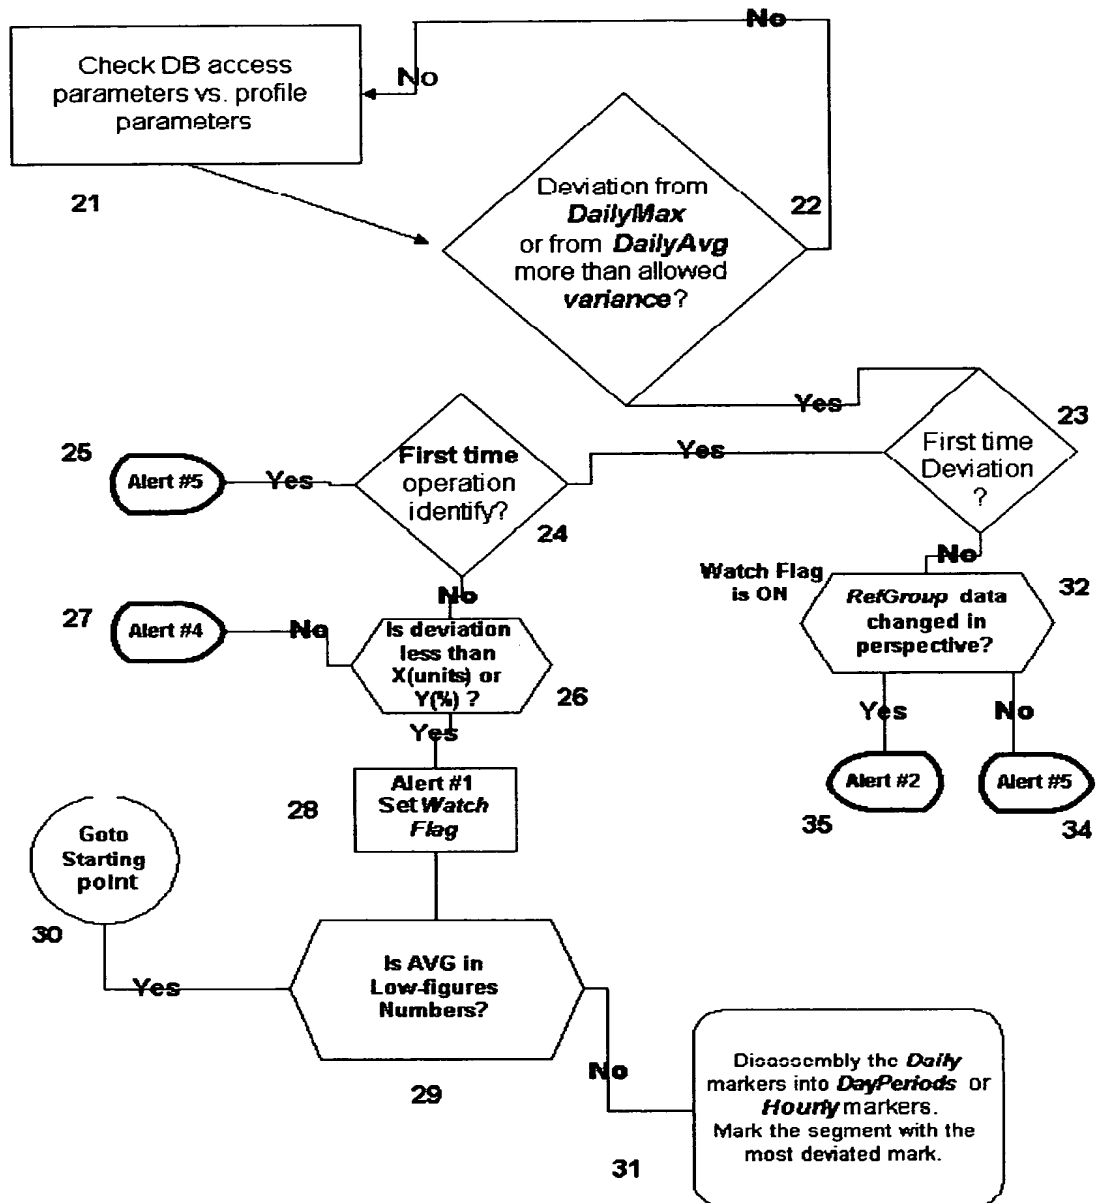 No
Check DB access
parameters vs. profile
parameters
No
21
Deviation from
DailyMax
or from DailyAvg
more than allowed
variance?
22
Yes
23
First time
Deviation
?
Yes
25
Alert #5
Yes
First time
operation
identify?
24
No
Watch Flag
is ON
No
RefGroup data
changed in
perspective?
32
27
Alert #4
No
Is deviation
less than
X(units) or
Y(%) ?
26
Yes
Yes
No
Alert #2
Alert #5
35
34
28
Alert #1
Set Watch
Flag
Goto
Starting
point
30
Yes
Is AVG in
Low-figures
Numbers?
29
No
Disassembly the Daily
markers into DayPeriods or
Hourly markers.
Mark the segment with the
most deviated mark.
31